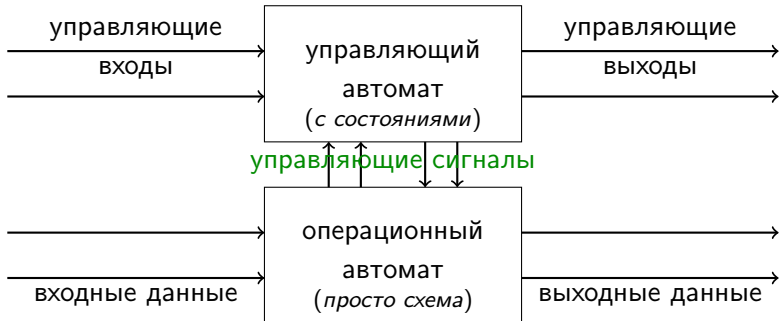 управляющие
входы
управляющий
автомат
(с состояниями)
управляющие
выходы
управляющие сигналы
входные данные
операционный
автомат
(просто схема)
выходные данные